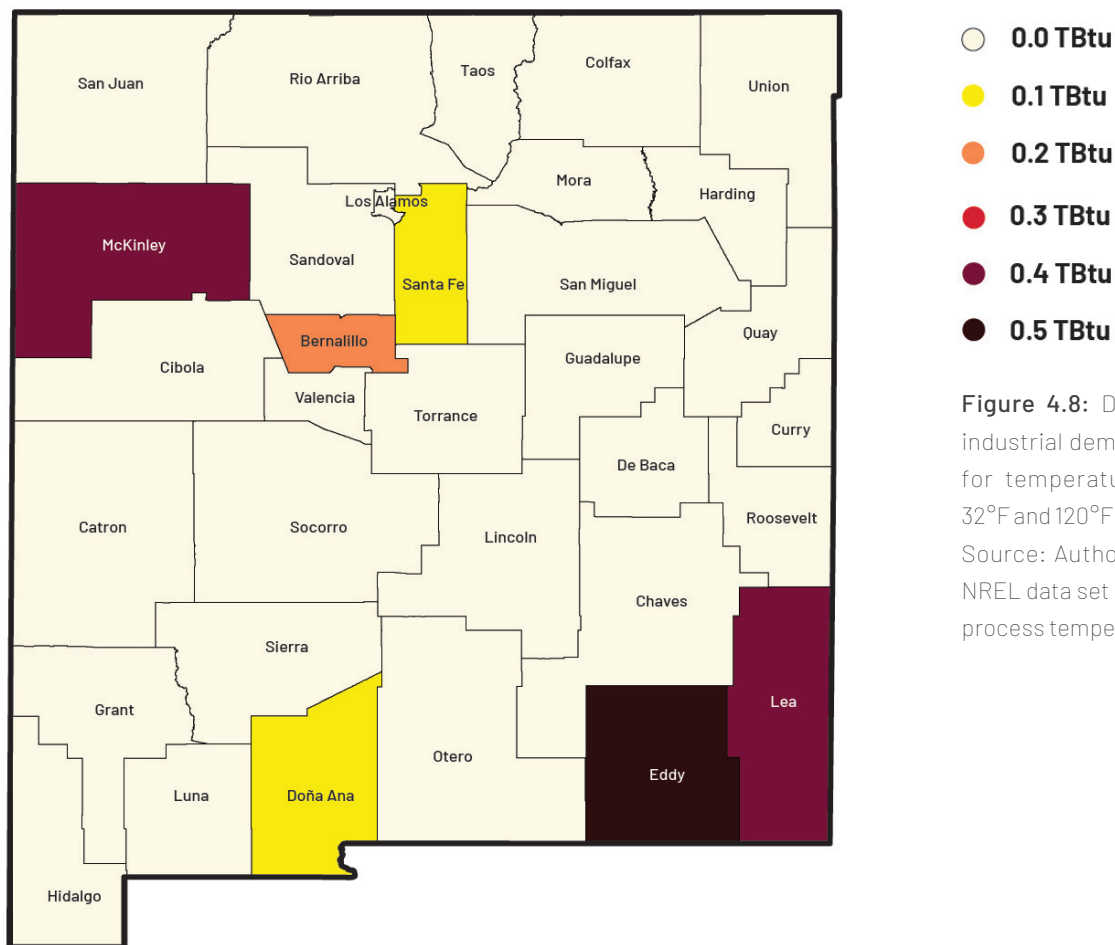 San Juan
Rio Arriba
Taos
Colfax
Union
Mora
Harding
Los Alamos
McKinley
Sandoval
Santa Fe
San Miguel
Bernalillo
Quay
Guadalupe
Cibola
Valencia
Torrance
Curry
De Baca
Catron
Socorro
Lincoln
Roosevelt
Chaves
Sierra
Grant
Lea
Otero
Eddy
Luna
Doña Ana
Hidalgo
0.0 TBtu
0.1 TBtu
0.2 TBtu
0.3 TBtu
0.4 TBtu
0.5 TBtu
Figure 4.8:
industrial
for
32°F and 120°F
Source:
NREL data set
process